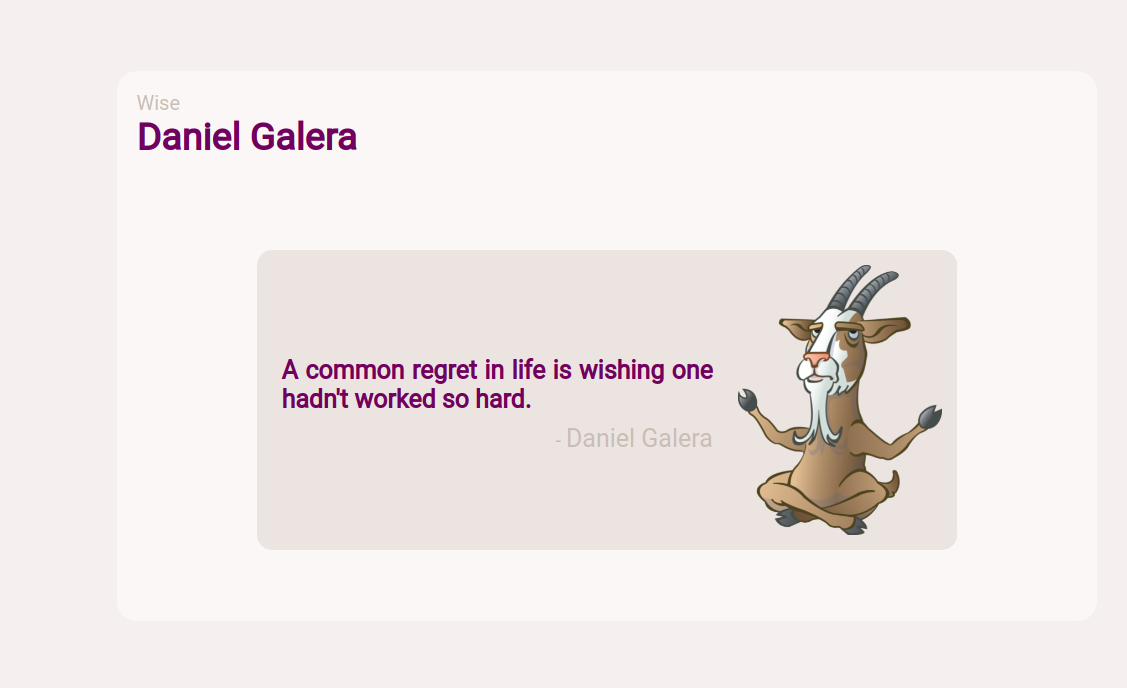 Wise
Daniel Galera
A common regret in life is wishing one
hadn't worked so hard.
- Daniel Galera